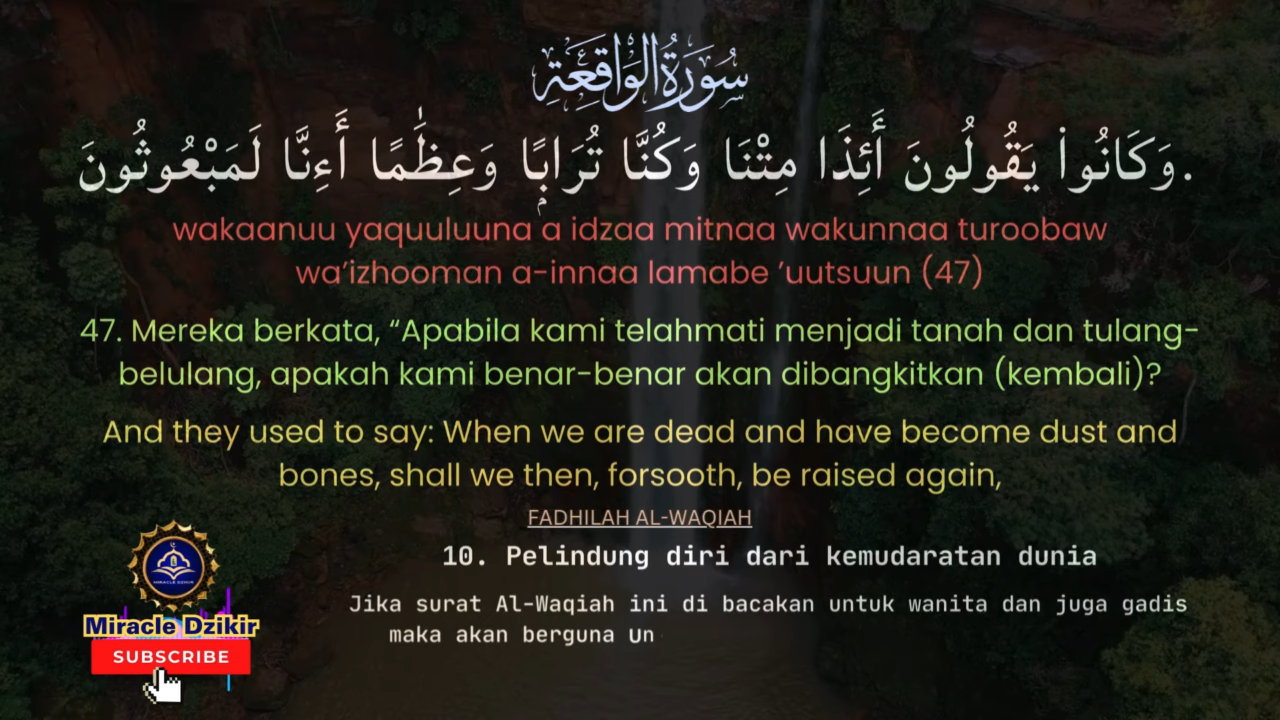 سُورَةُ الْوَاقِعَةِ
وَكَانُوا۟ يَقُولُونَ أَئِذَا مِتْنَا وَكُنَّا تُرَابًۭا وَعِظَٰمًا أَءِنَّا لَمَبْعُوثُونَ.
wakaanuu yaquuluuna a idzaa mitnaa wakunnaa turoobaw
wa’izhooman a-innaa lamabe ’uutsuun (47)
47. Mereka berkata, “Apabila kami telahmati menjadi tanah dan tulang-
belulang, apakah kami benar-benar akan dibangkitkan (kembali)?
And they used to say: When we are dead and have become dust and
bones, shall we then, forsooth, be raised again,
FADHILAH AL-WAQIAH
10. Pelindung diri dari kemudaratan dunia
Jika surat Al-Waqiah ini di bacakan untuk wanita dan juga gadis
maka akan berguna un
MIRACLE DZIKIR
Miracle Dzikir
SUBSCRIBE